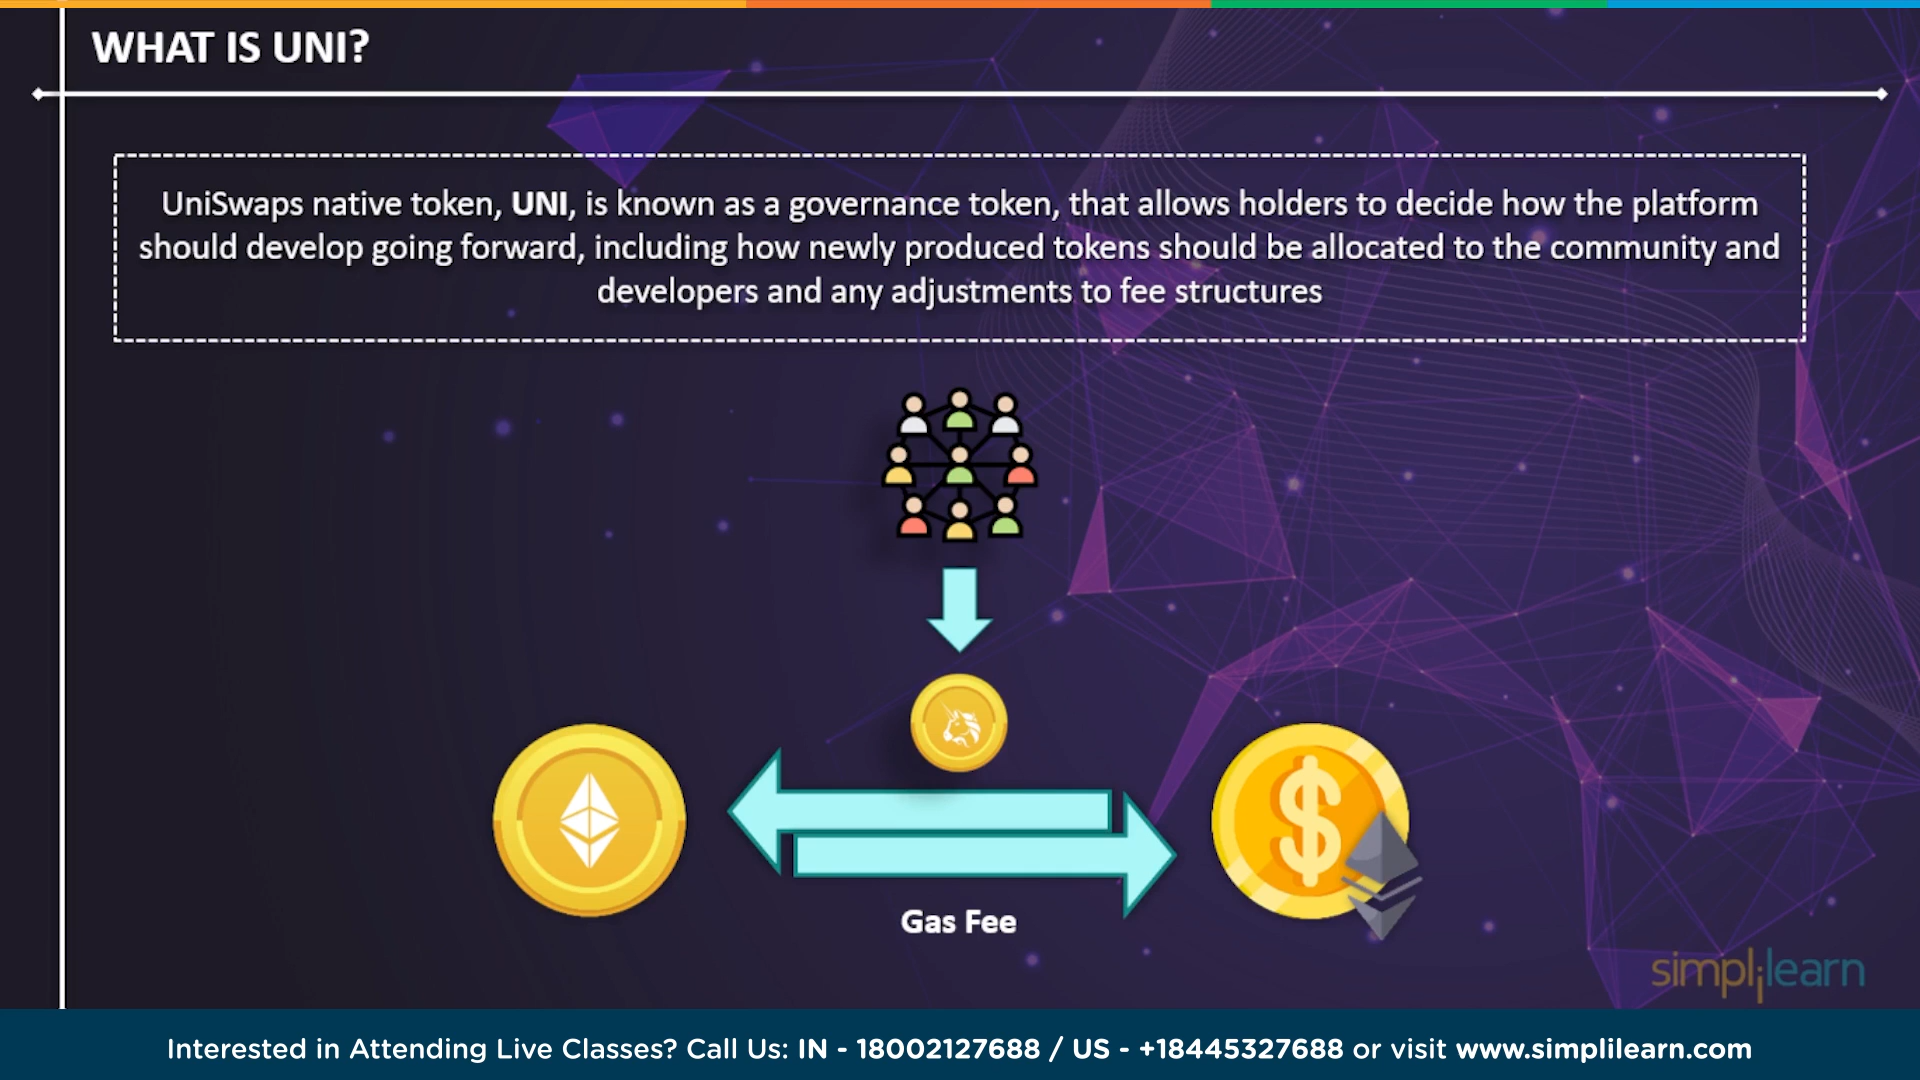 WHAT IS UNI?
UniSwaps native token, UNI, is known as a governance token, that allows holders to decide how the platform
should develop going forward, including how newly produced tokens should be allocated to the community and
developers and any adjustments to fee structures
Gas Fee
simplilearn
Interested in Attending Live Classes? Call Us: IN - 18002127688 / US - +18445327688 or visit www.simplilearn.com